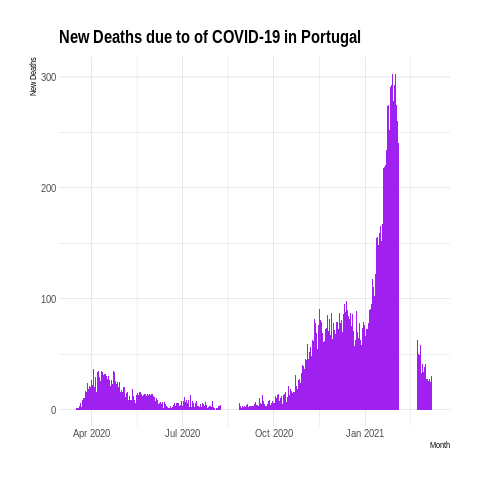 New Deaths due to of COVID-19 in Portugal
New Deaths
300
200
100
0
Apr 2020
Jul 2020
Oct 2020
Jan 2021
Month